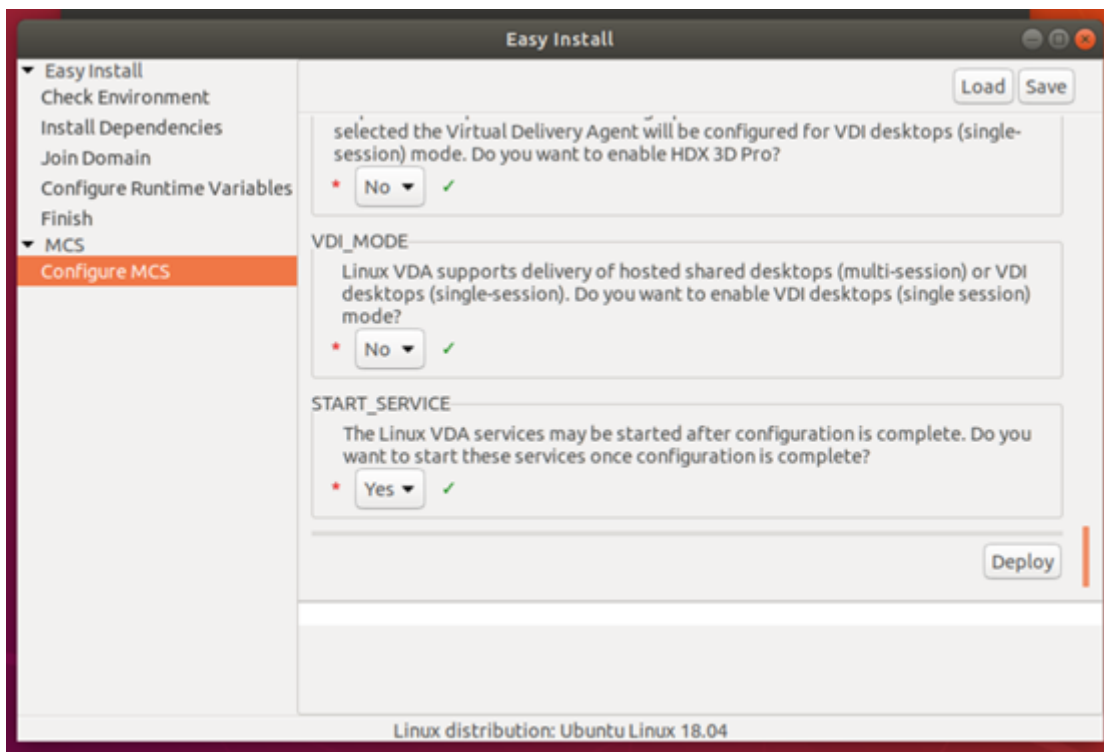 Easy Install
Easy Install
Check Environment
Install Dependencies
Join Domain
Configure Runtime Variables
Finish
MCS
Configure MCS
Load Save
selected the Virtual Delivery Agent will be configured for VDI desktops (single-
session) mode. Do you want to enable HDX 3D Pro?
* No ▼ ✓
VDI_MODE
Linux VDA supports delivery of hosted shared desktops (multi-session) or VDI
desktops (single-session). Do you want to enable VDI desktops (single session)
mode?
* No ▼ ✓
START_SERVICE
The Linux VDA services may be started after configuration is complete. Do you
want to start these services once configuration is complete?
* Yes ▼ ✓
Deploy
Linux distribution: Ubuntu Linux 18.04